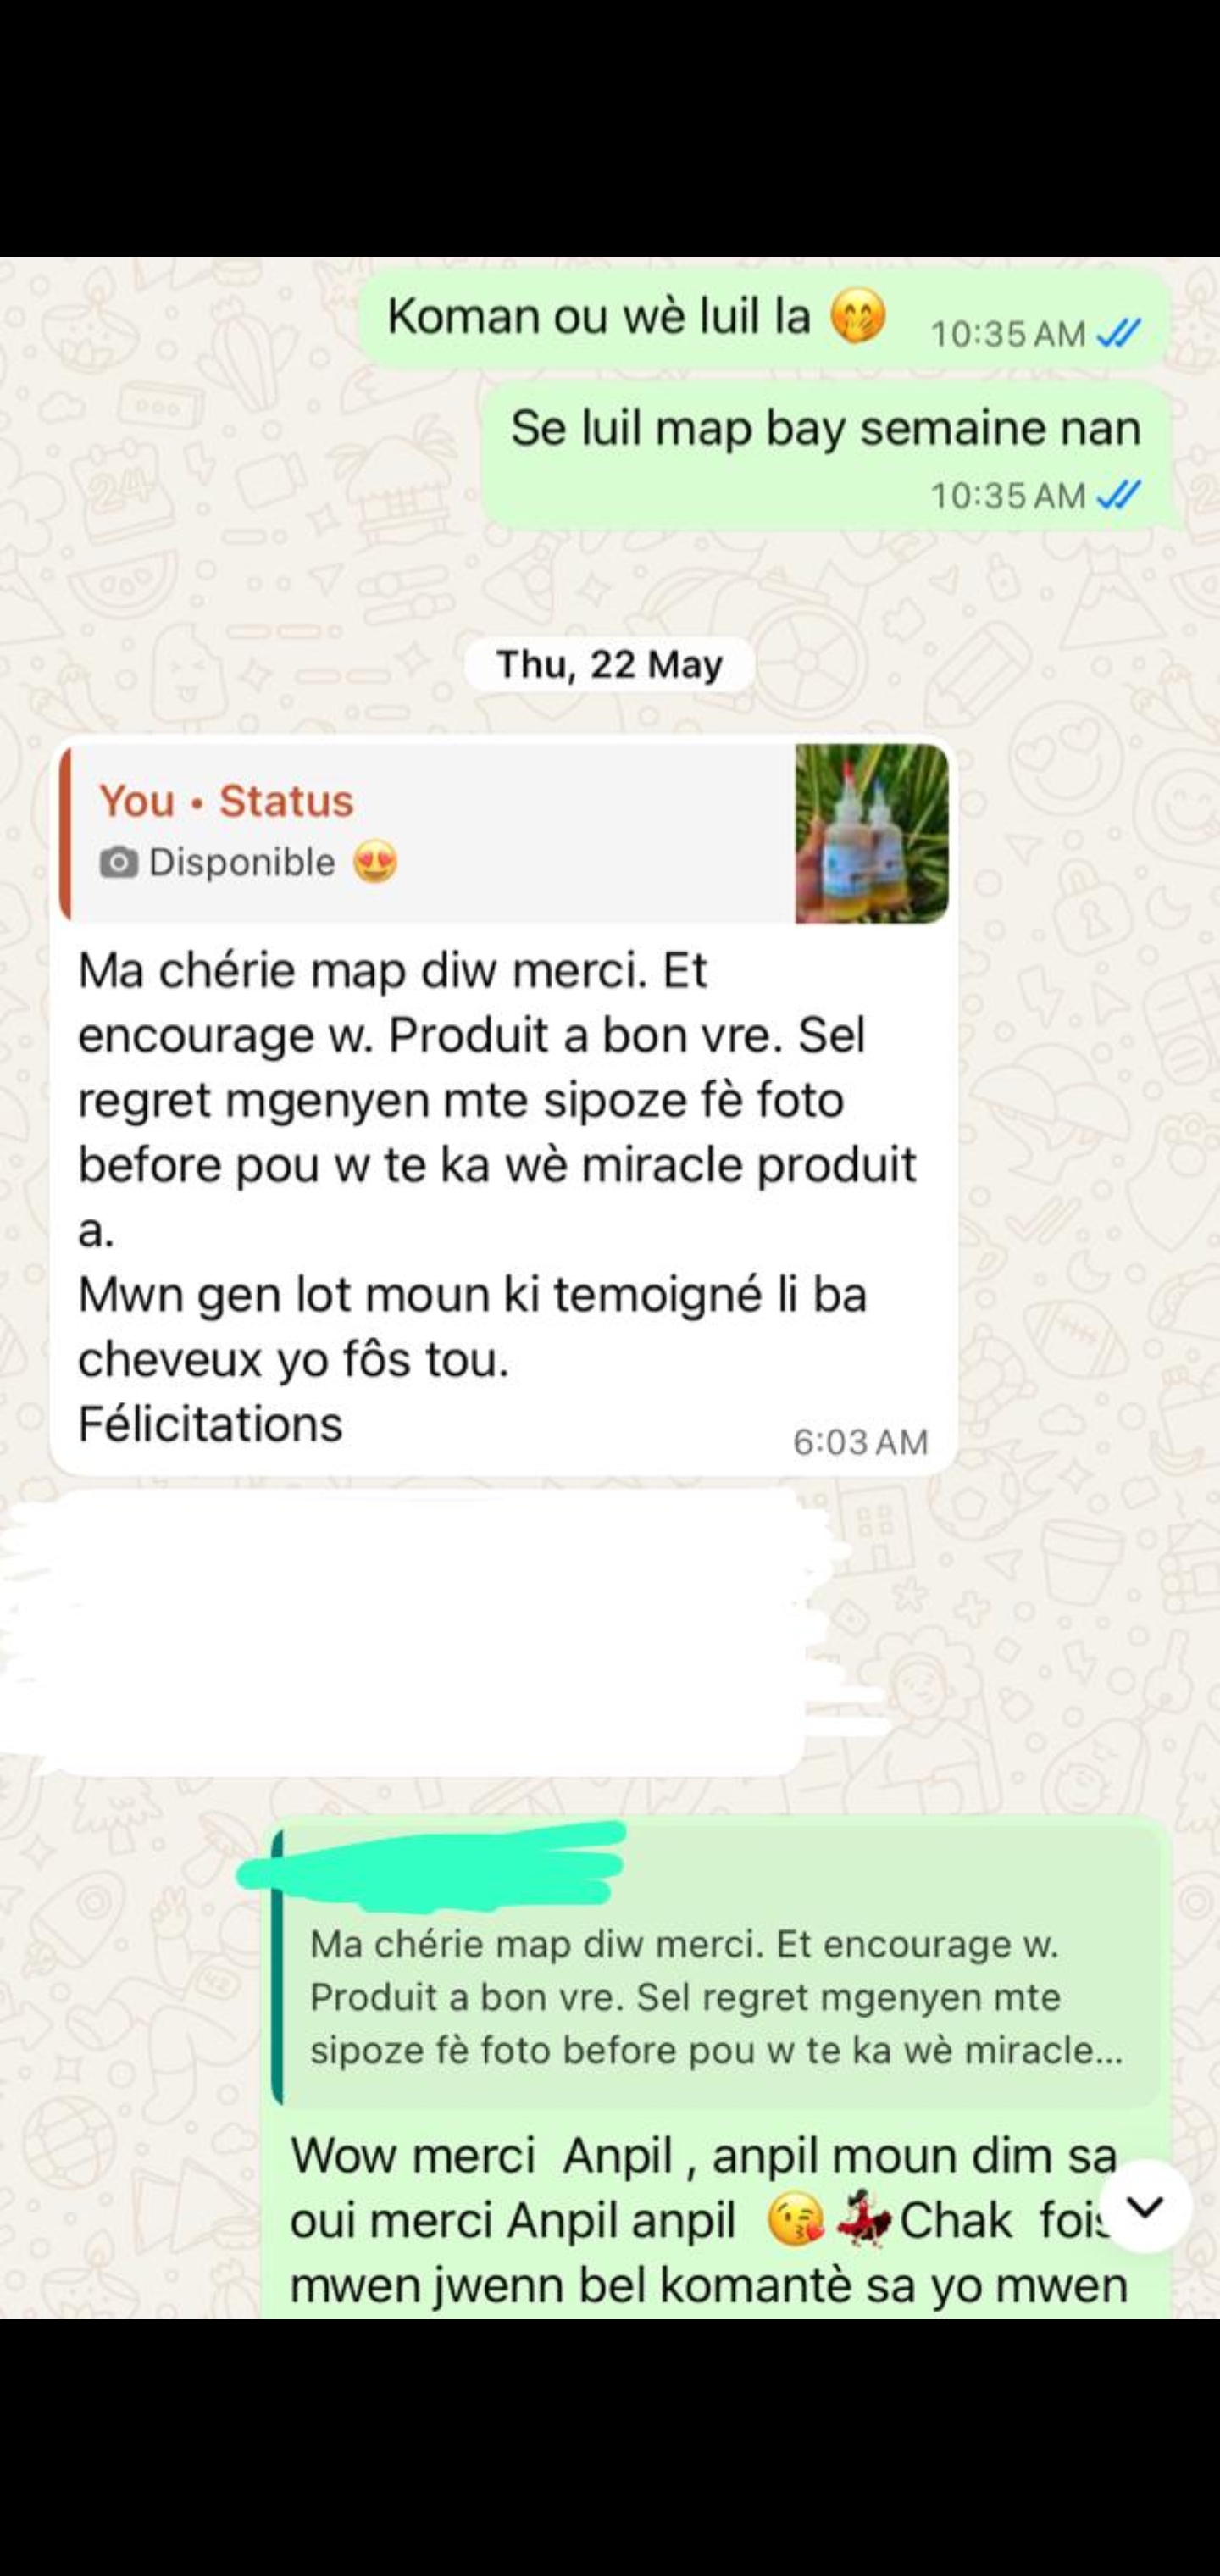 Koman ou wè luil la 🤭
10:35 AM
Se luil map bay semaine nan
10:35 AM
Thu, 22 May
You • Status
Disponible 😍
Ma chérie map diw merci. Et
encourage w. Produit a bon vre. Sel
regret mgenyen mte sipoze fè foto
before pou w te ka wè miracle produit
a.
Mwn gen lot moun ki temoigné li ba
cheveux yo fôs tou.
Félicitations
6:03 AM
Ma chérie map diw merci. Et encourage w.
Produit a bon vre. Sel regret mgenyen mte
sipoze fè foto before pou w te ka wè miracle...
Wow merci  Anpil , anpil moun dim sa
oui merci Anpil anpil 😘💃Chak  fois
mwen jwenn bel komantè sa yo mwen